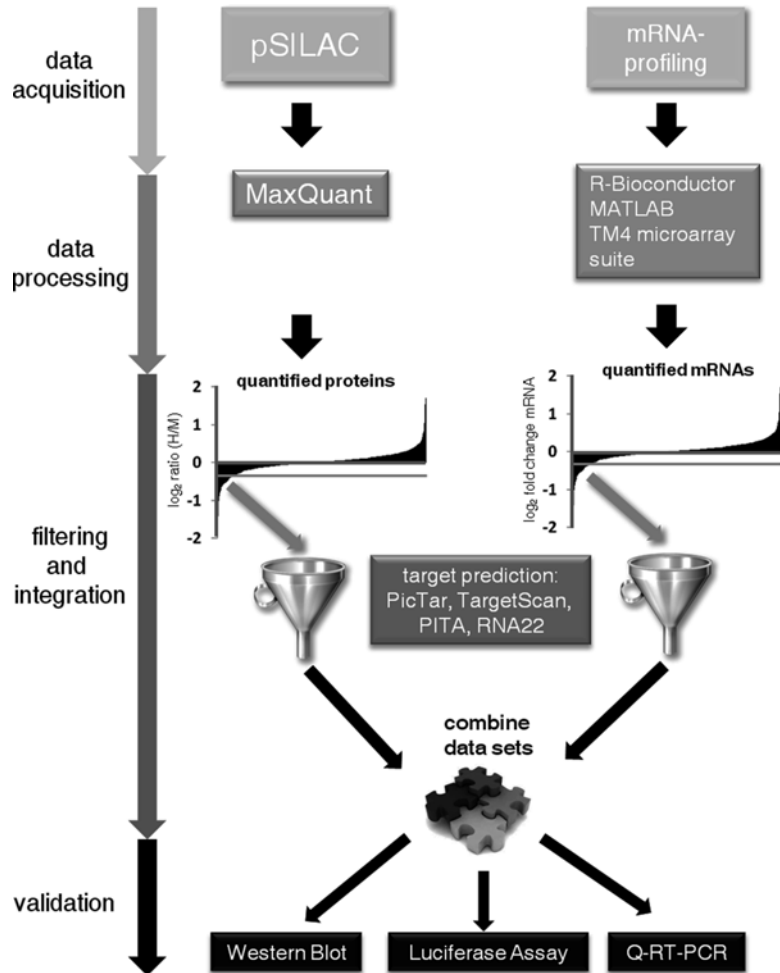 data
acquisition
pSILAC
mRNA-
profiling
MaxQuant
R-Bioconductor
MATLAB
TM4 microarray
suite
data
processing
quantified proteins
log2 ratio (H/M)
2
1
0
-1
-2
quantified mRNAs
log2 fold change mRNA
2
1
0
-1
-2
filtering
and
integration
target prediction:
PicTar, TargetScan,
PITA, RNA22
combine
data sets
validation
Western Blot
Luciferase Assay
Q-RT-PCR